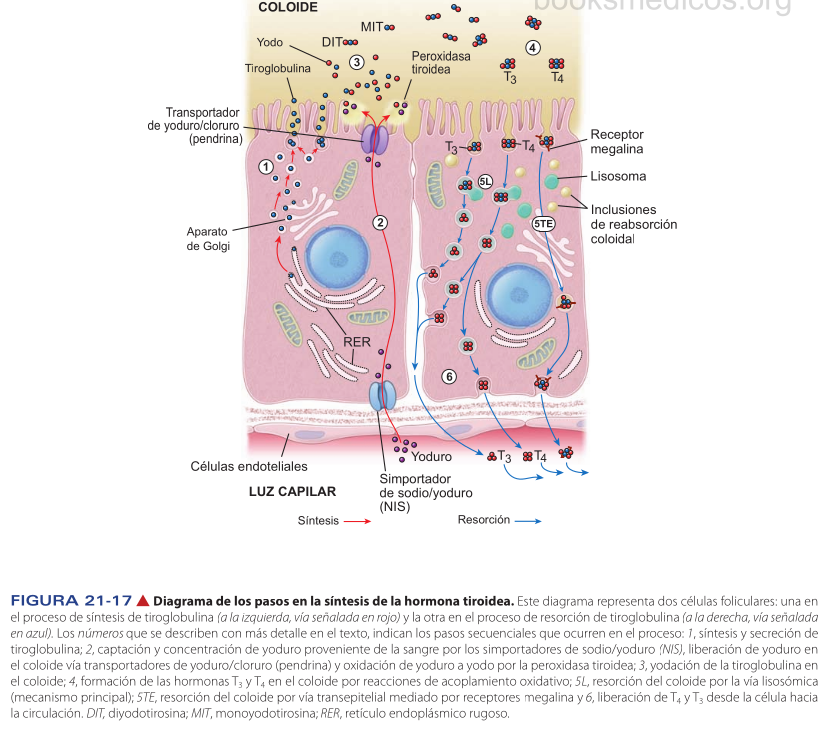 booksmedicos.org
COLOIDE
MIT
DIT
Yodo
3
Peroxidasa
tiroidea
4
Tiroglobulina
T3
T4
Transportador
de yoduro/cloruro
(pendrina)
Receptor
megalina
T3
T4
1
5L
Lisosoma
2
Inclusiones
de reabsorción
coloidal
5TE
Aparato
de Golgi
RER
6
Yoduro
T3
T4
Células endoteliales
Simportador
de sodio/yoduro
(NIS)
LUZ CAPILAR
Síntesis
Resorción
FIGURA 21-17 ▲ Diagrama de los pasos en la síntesis de la hormona tiroidea. Este diagrama representa dos células foliculares: una en
el proceso de síntesis de tiroglobulina (a la izquierda, vía señalada en rojo) y la otra en el proceso de resorción de tiroglobulina (a la derecha, vía señalada
en azul). Los números que se describen con más detalle en el texto, indican los pasos secuenciales que ocurren en el proceso: 1, síntesis y secreción de
tiroglobulina; 2, captación y concentración de yoduro proveniente de la sangre por los simportadores de sodio/yoduro (NIS), liberación de yoduro en
el coloide vía transportadores de yoduro/cloruro (pendrina) y oxidación de yoduro a yodo por la peroxidasa tiroidea; 3, yodación de la tiroglobulina en
el coloide; 4, formación de las hormonas T3 y T4 en el coloide por reacciones de acoplamiento oxidativo; 5L, resorción del coloide por la vía lisosómica
(mecanismo principal); 5TE, resorción del coloide por vía transepitelial mediado por receptores megalina y 6, liberación de T4 y T3 desde la célula hacia
la circulación. DIT, diyodotirosina; MIT, monoyodotirosina; RER, retículo endoplásmico rugoso.